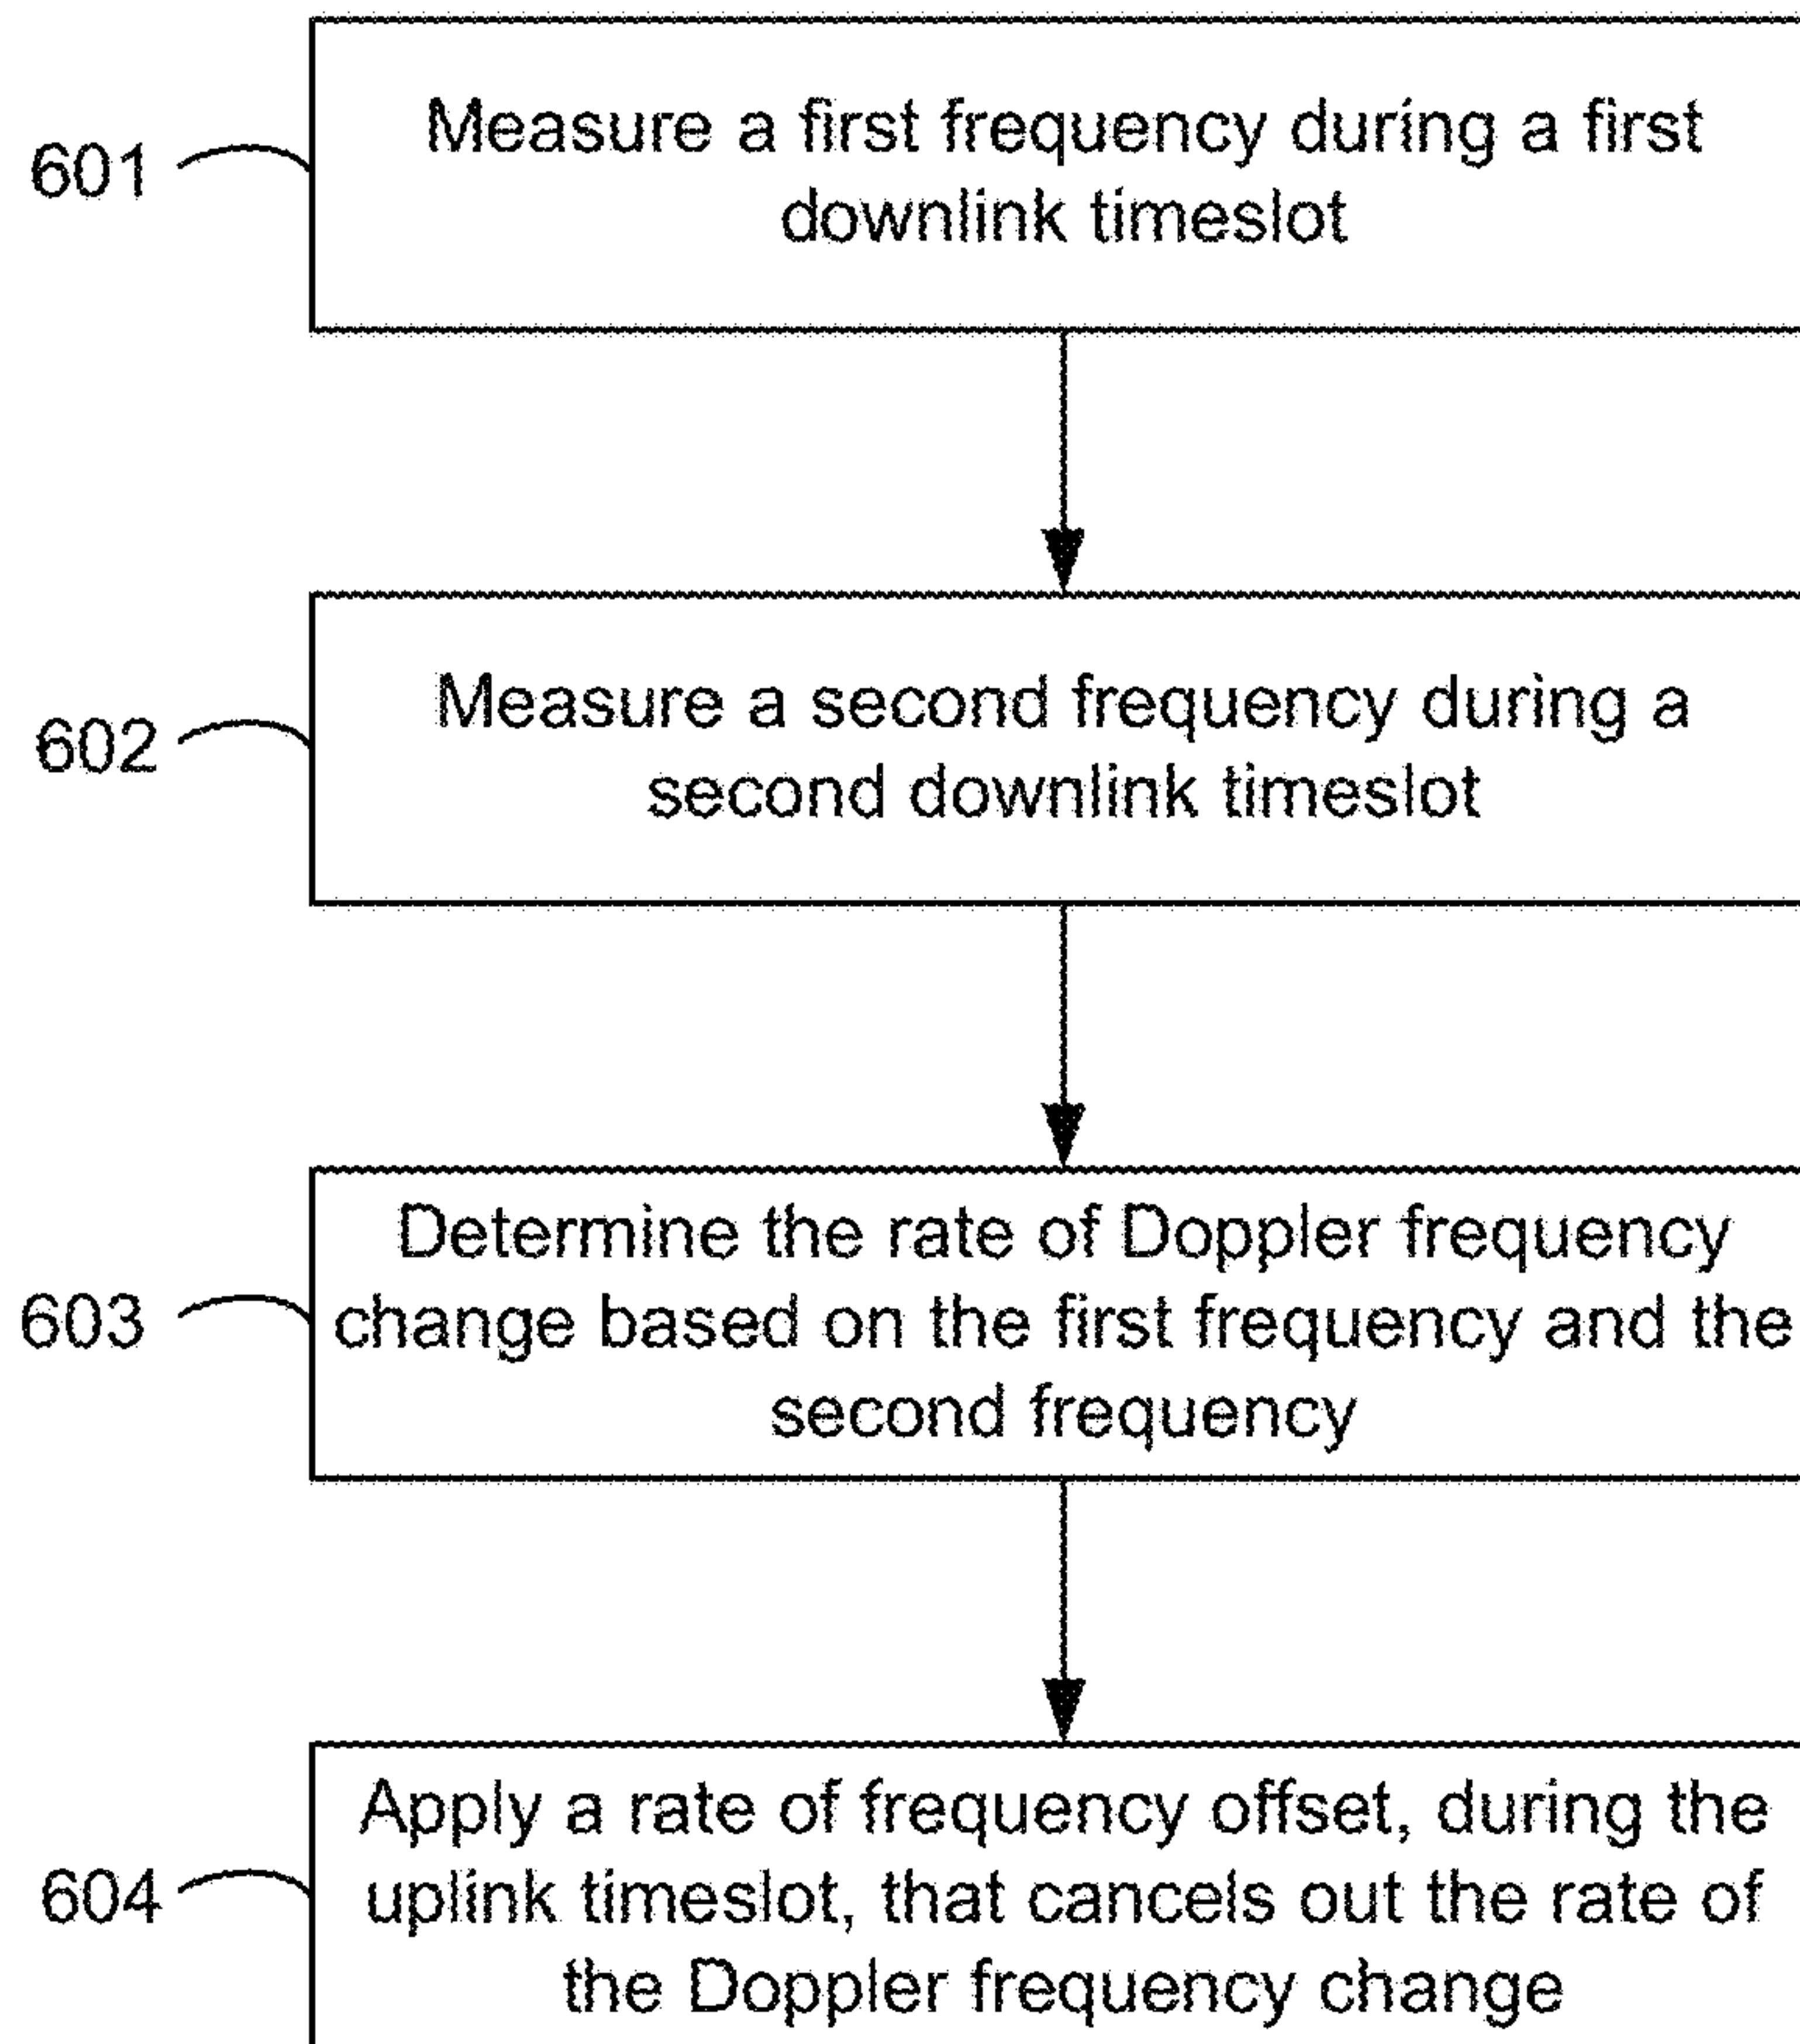 601
Measure a first frequency during a first
downlink timeslot
602
Measure a second frequency during a
second downlink timeslot
603
Determine the rate of Doppler frequency
change based on the first frequency and the
second frequency
604
Apply a rate of frequency offset, during the
uplink timeslot, that cancels out the rate of
the Doppler frequency change